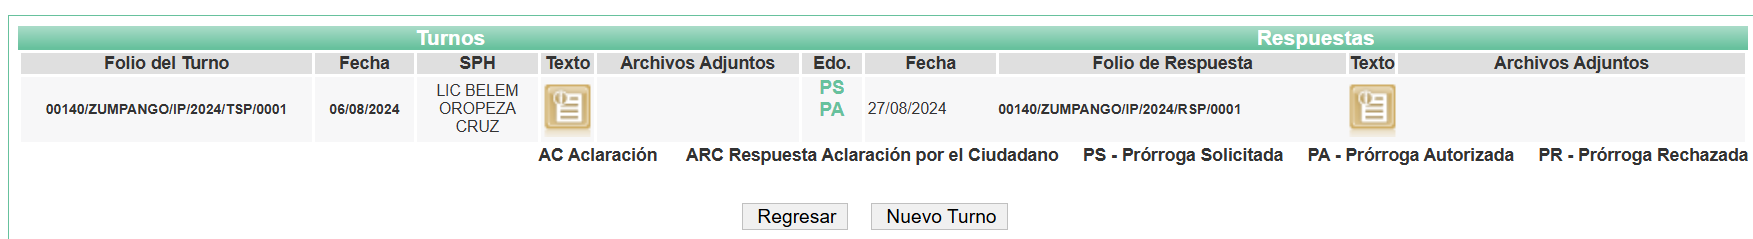 Turnos Respuestas
Folio del Turno Fecha SPH Texto Archivos Adjuntos Edo. Fecha Folio de Respuesta Texto Archivos Adjuntos
00140/ZUMPANGO/IP/2024/TSP/0001 06/08/2024 LIC BELEM OROPEZA CRUZ PS PA 27/08/2024 00140/ZUMPANGO/IP/2024/RSP/0001
AC Aclaración ARC Respuesta Aclaración por el Ciudadano PS - Prórroga Solicitada PA - Prórroga Autorizada PR - Prórroga Rechazada
Regresar Nuevo Turno